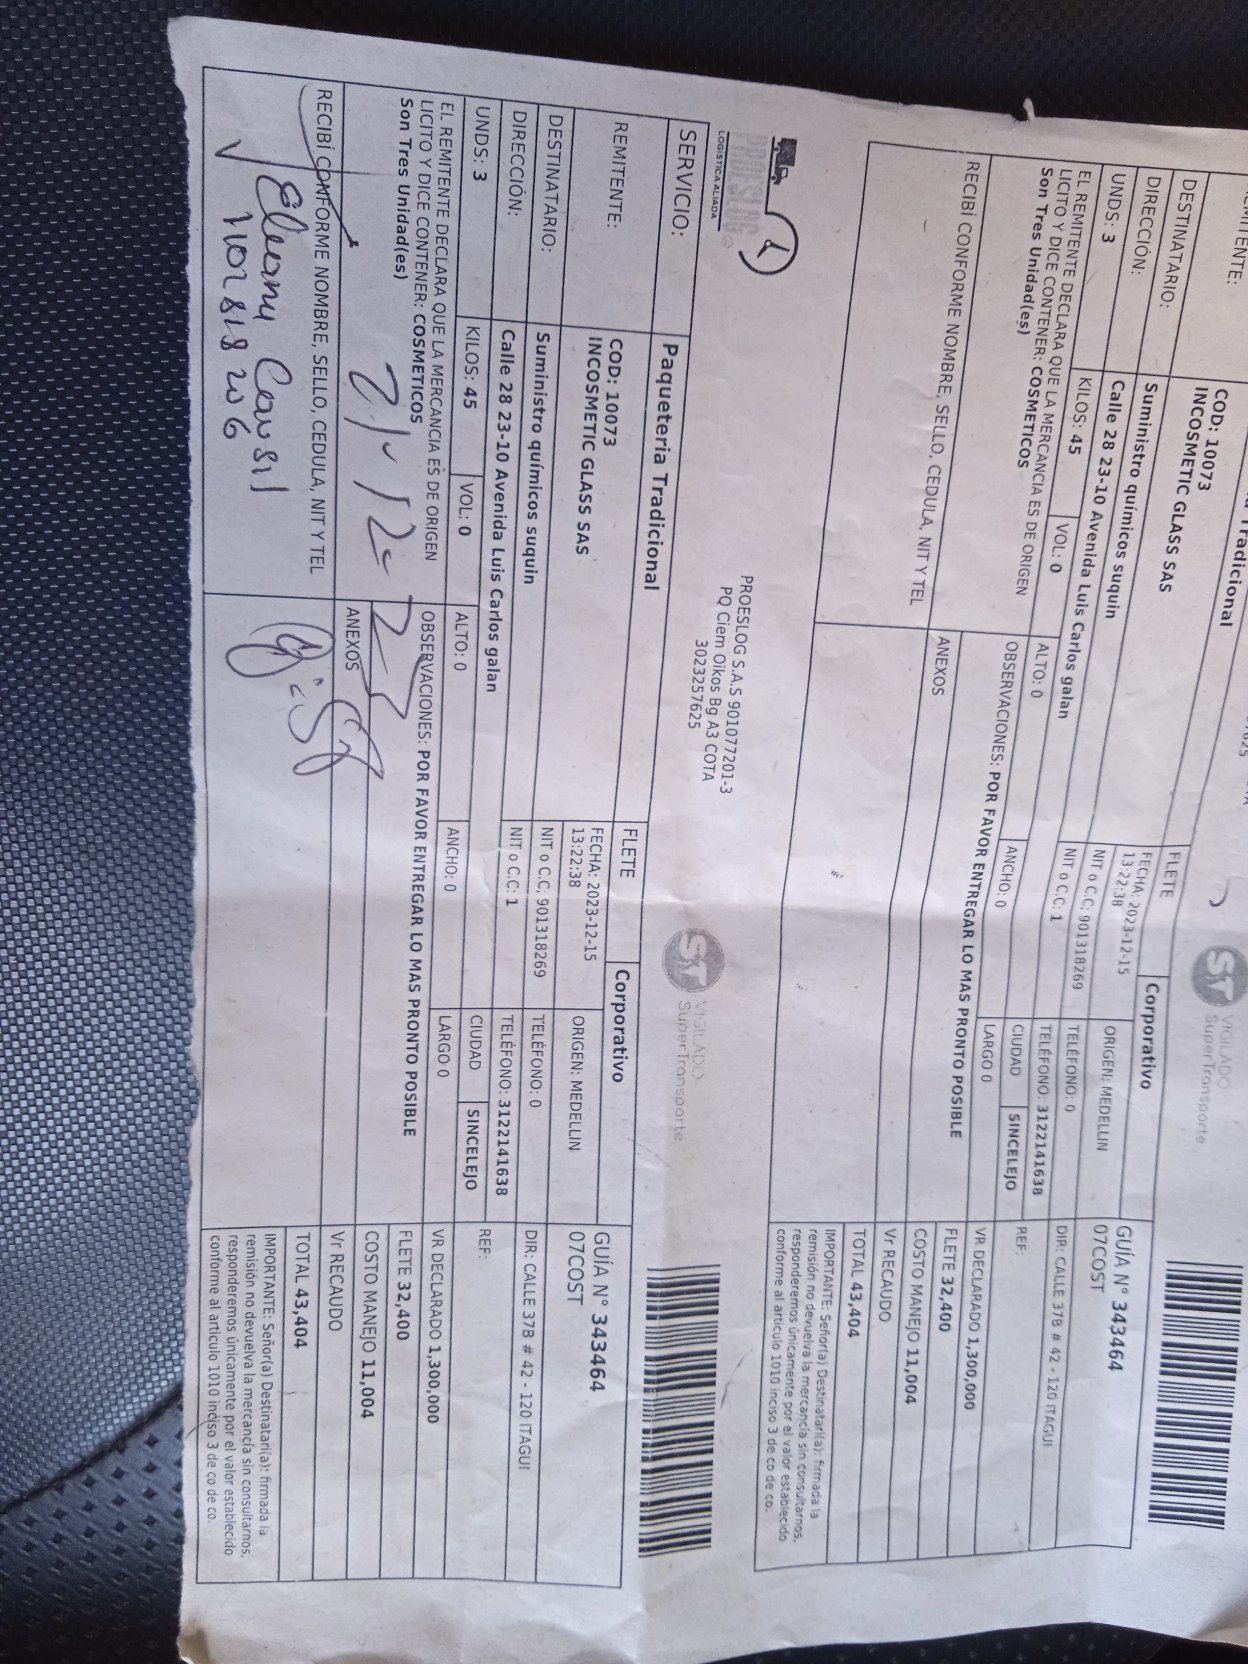 COD: 10073
INCOSMETIC GLASS SAS
FLETE
Corporativo
FECHA: 2023-12-15
13:22:38
ORIGEN: MEDELLIN
GUÍA N° 343464
07COST
DESTINATARIO:
Suministro químicos suquin
NIT o C.C; 901318269
TELÉFONO: 0
DIR: CALLE 37B # 42 - 120 ITAGUI
DIRECCIÓN:
Calle 28 23-10 Avenida Luis Carlos galan
NIT o C.C: 1
TELÉFONO: 3122141638
UNDS: 3
KILOS: 45
VOL: 0
ALTO: 0
ANCHO: 0
LARGO 0
CIUDAD
SINCELEJO
REF:
EL REMITENTE DECLARA QUE LA MERCANCIA ES DE ORIGEN
LICITO Y DICE CONTENER: COSMETICOS
Son Tres Unidad(es)
OBSERVACIONES: POR FAVOR ENTREGAR LO MAS PRONTO POSIBLE
VR DECLARADO 1,300,000
FLETE 32,400
COSTO MANEJO 11,004
Vr RECAUDO
TOTAL 43,404
RECIBÍ CONFORME NOMBRE, SELLO, CEDULA, NIT Y TEL
ANEXOS
IMPORTANTE: Señor(a) Destinatari(a): firmada la
remisión no devuelva la mercancía sin consultarnos,
responderemos únicamente por el valor establecido
conforme al articulo 1010 inciso 3 de co de co.
VIGILADO
SuperTransporte
PROESLOG
LOGISTICA ALIADA
PROESLOG S.A.S 901077201-3
PQ Ciem Oikos Bg A3 COTA
3023257625
ST
VIGILADO
SuperTransporte
SERVICIO:
Paqueteria Tradicional
FLETE
Corporativo
GUÍA N° 343464
07COST
REMITENTE:
COD: 10073
INCOSMETIC GLASS SAS
FECHA: 2023-12-15
13:22:38
ORIGEN: MEDELLIN
DESTINATARIO:
Suministro químicos suquin
NIT o C.C; 901318269
TELÉFONO: 0
DIR: CALLE 37B # 42 - 120 ITAGUI
DIRECCIÓN:
Calle 28 23-10 Avenida Luis Carlos galan
NIT o C.C: 1
TELÉFONO: 3122141638
UNDS: 3
KILOS: 45
VOL: 0
ALTO: 0
ANCHO: 0
LARGO 0
CIUDAD
SINCELEJO
REF:
EL REMITENTE DECLARA QUE LA MERCANCIA ES DE ORIGEN
LICITO Y DICE CONTENER: COSMETICOS
Son Tres Unidad(es)
OBSERVACIONES: POR FAVOR ENTREGAR LO MAS PRONTO POSIBLE
VR DECLARADO 1,300,000
FLETE 32,400
COSTO MANEJO 11,004
Vr RECAUDO
TOTAL 43,404
RECIBÍ CONFORME NOMBRE, SELLO, CEDULA, NIT Y TEL
ANEXOS
IMPORTANTE: Señor(a) Destinatari(a): firmada la
remisión no devuelva la mercancía sin consultarnos,
responderemos únicamente por el valor establecido
conforme al articulo 1010 inciso 3 de co de co.